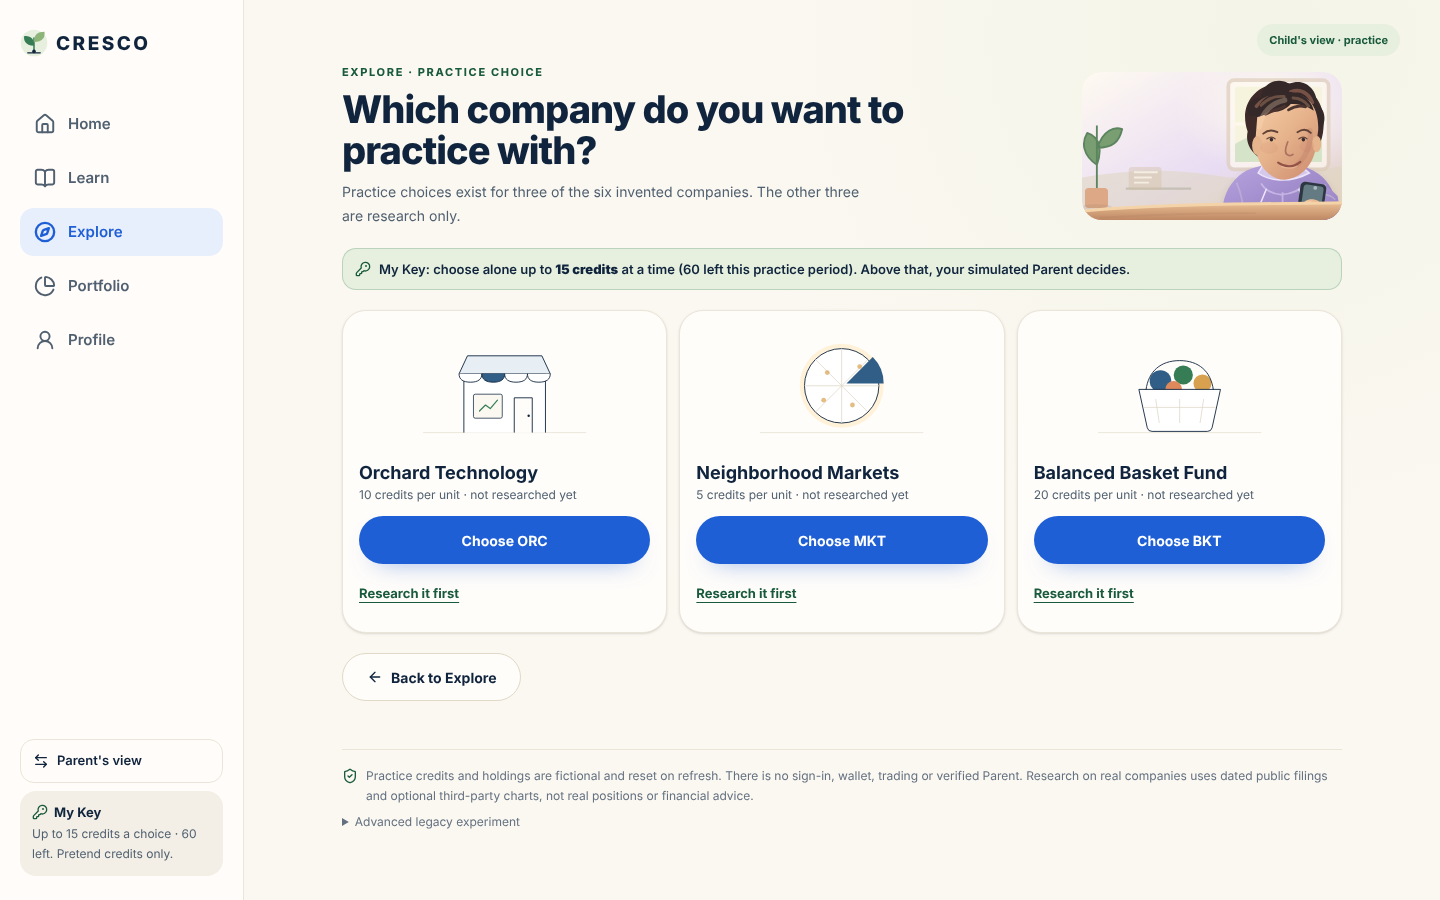 CRESCO
Home
Learn
Explore
Portfolio
Profile
Parent's view
My Key
Up to 15 credits a choice · 60
left. Pretend credits only.
Child's view · practice
EXPLORE · PRACTICE CHOICE
Which company do you want to
practice with?
Practice choices exist for three of the six invented companies. The other three
are research only.
My Key: choose alone up to 15 credits at a time (60 left this practice period). Above that, your simulated Parent decides.
Orchard Technology
10 credits per unit · not researched yet
Choose ORC
Research it first
Neighborhood Markets
5 credits per unit · not researched yet
Choose MKT
Research it first
Balanced Basket Fund
20 credits per unit · not researched yet
Choose BKT
Research it first
Back to Explore
Practice credits and holdings are fictional and reset on refresh. There is no sign-in, wallet, trading or verified Parent. Research on real companies uses dated public filings
and optional third-party charts, not real positions or financial advice.
Advanced legacy experiment